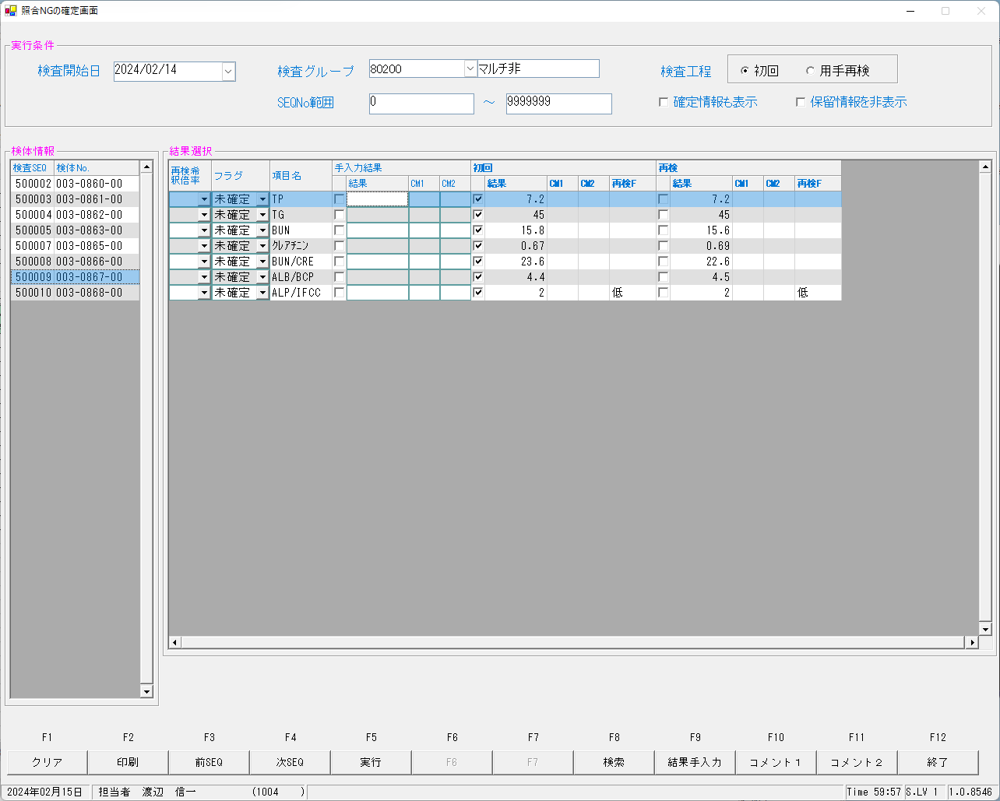 照合NGの確定画面
実行条件
検査開始日 2024/02/14 検査グループ 80200 マルチ非 検査工程 初回 用手再検
SEQNo範囲 0 ～ 9999999 確定情報も表示 保留情報を非表示
検体情報
検査SEQ 検体No.
500002 003-0860-00
500003 003-0861-00
500004 003-0862-00
500005 003-0863-00
500007 003-0865-00
500008 003-0866-00
500009 003-0867-00
500010 003-0868-00
結果選択
再検希釈倍率 フラグ 項目名 手入力結果 初回 再検
結果 CM1 CM2 結果 CM1 CM2 再検F 結果 CM1 CM2 再検F
未確定 TP 7.2 7.2
未確定 TG 45 45
未確定 BUN 15.8 15.6
未確定 ｸﾚｱﾁﾆﾝ 0.67 0.69
未確定 BUN/CRE 23.6 22.6
未確定 ALB/BCP 4.4 4.5
未確定 ALP/IFCC 2 低 2 低
F1 F2 F3 F4 F5 F6 F7 F8 F9 F10 F11 F12
クリア 印刷 前SEQ 次SEQ 実行 F6 F7 検索 結果手入力 コメント１ コメント２ 終了
2024年02月15日 担当者 渡辺 信一 (1004 ) Time 59:57 S.LV 1 1.0.8546